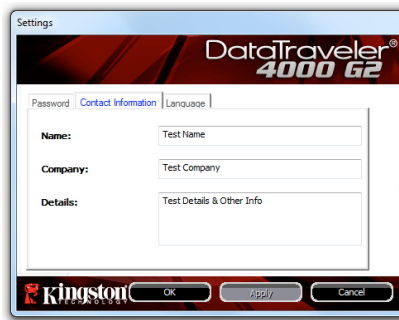 Settings
DataTraveler®
4000 G2
Password Contact Information Language
Name: Test Name
Company: Test Company
Details: Test Details & Other Info
Kingston
TECHNOLOGY
OK Apply Cancel